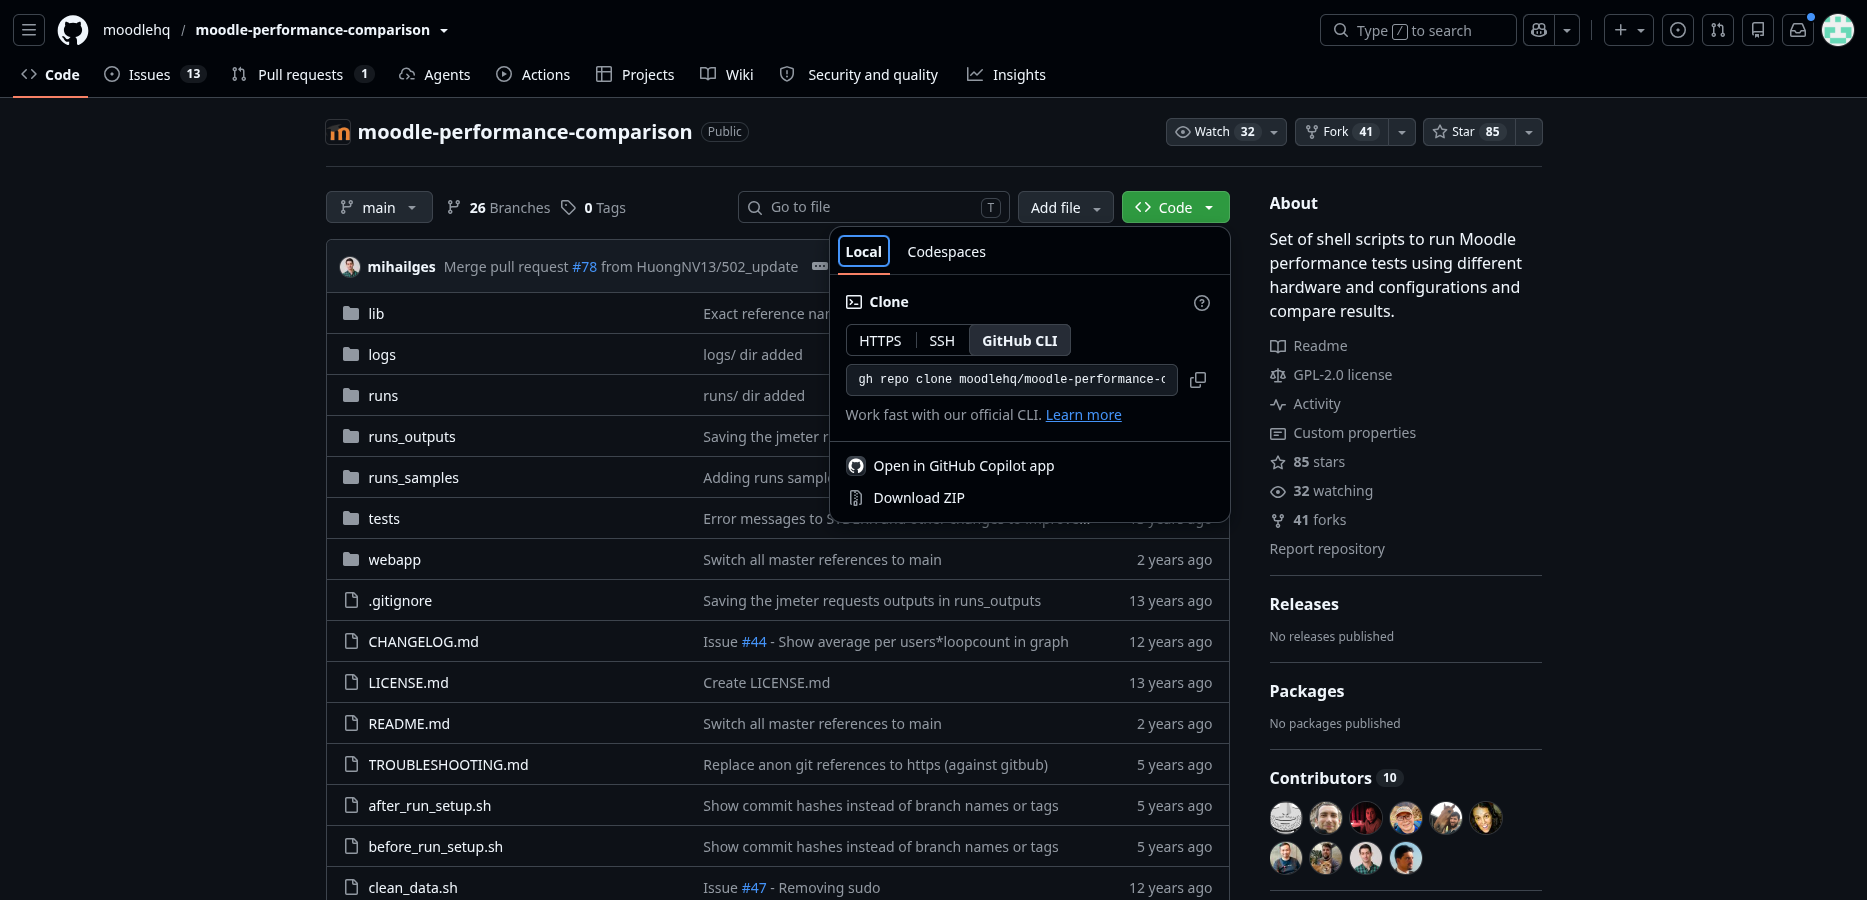 moodlehq / moodle-performance-comparison
Type / to search
Code
Issues 13
Pull requests 1
Agents
Actions
Projects
Wiki
Security and quality
Insights
moodle-performance-comparison Public
Watch 32
Fork 41
Star 85
main
26 Branches
0 Tags
Go to file T
Add file
Code
Local Codespaces
Clone
HTTPS SSH GitHub CLI
gh repo clone moodlehq/moodle-performance-c
Work fast with our official CLI. Learn more
Open in GitHub Copilot app
Download ZIP
mihailges Merge pull request #78 from HuongNV13/502_update
lib Exact reference nam
logs logs/ dir added
runs runs/ dir added
runs_outputs Saving the jmeter r
runs_samples Adding runs sample
tests Error messages to STDERR and other changes to improve... 13 years ago
webapp Switch all master references to main 2 years ago
.gitignore Saving the jmeter requests outputs in runs_outputs 13 years ago
CHANGELOG.md Issue #44 - Show average per users*loopcount in graph 12 years ago
LICENSE.md Create LICENSE.md 13 years ago
README.md Switch all master references to main 2 years ago
TROUBLESHOOTING.md Replace anon git references to https (against gitbub) 5 years ago
after_run_setup.sh Show commit hashes instead of branch names or tags 5 years ago
before_run_setup.sh Show commit hashes instead of branch names or tags 5 years ago
clean_data.sh Issue #47 - Removing sudo 12 years ago
About
Set of shell scripts to run Moodle
performance tests using different
hardware and configurations and
compare results.
Readme
GPL-2.0 license
Activity
Custom properties
85 stars
32 watching
41 forks
Report repository
Releases
No releases published
Packages
No packages published
Contributors 10